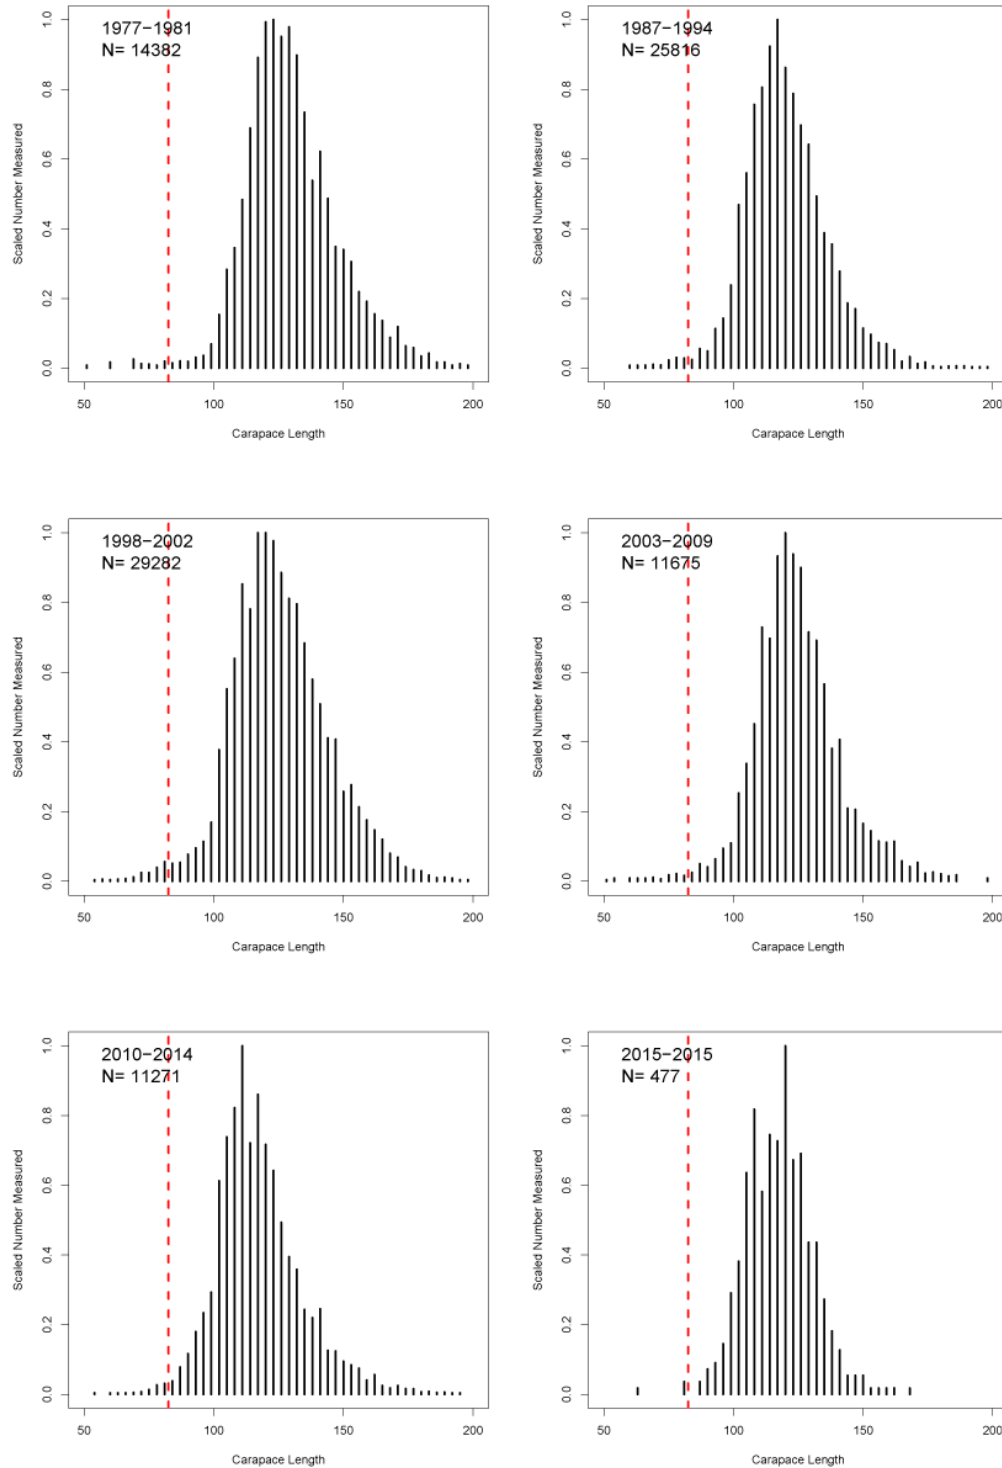 1977−1981
N= 14382
Scaled Number Measured
0.0 0.2 0.4 0.6 0.8 1.0
50 100 150 200
Carapace Length
1987−1994
N= 25816
Scaled Number Measured
0.0 0.2 0.4 0.6 0.8 1.0
50 100 150 200
Carapace Length
1998−2002
N= 29282
Scaled Number Measured
0.0 0.2 0.4 0.6 0.8 1.0
50 100 150 200
Carapace Length
2003−2009
N= 11675
Scaled Number Measured
0.0 0.2 0.4 0.6 0.8 1.0
50 100 150 200
Carapace Length
2010−2014
N= 11271
Scaled Number Measured
0.0 0.2 0.4 0.6 0.8 1.0
50 100 150 200
Carapace Length
2015−2015
N= 477
Scaled Number Measured
0.0 0.2 0.4 0.6 0.8 1.0
50 100 150 200
Carapace Length